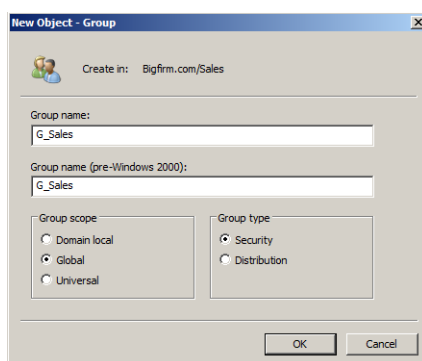 New Object - Group
Create in: Bigfirm.com/Sales
Group name:
G_Sales
Group name (pre-Windows 2000):
G_Sales
Group scope
Domain local
Global
Universal
Group type
Security
Distribution
OK Cancel